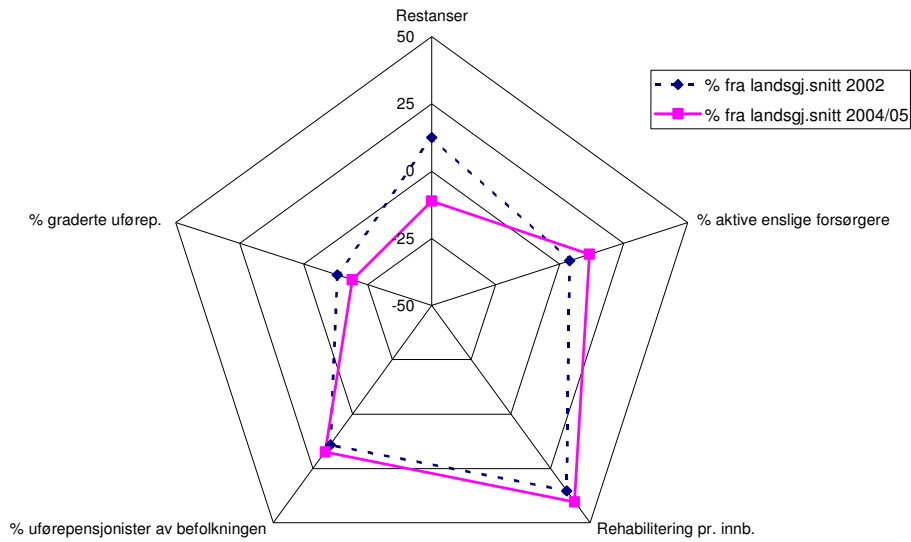 Restanser
50
% fra landsgj.snitt 2002
25
% fra landsgj.snitt 2004/05
0
% graderte uførep.
% aktive enslige forsørgere
-25
-50
% uførepensjonister av befolkningen
Rehabilitering pr. innb.